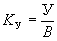 Kу = У/В